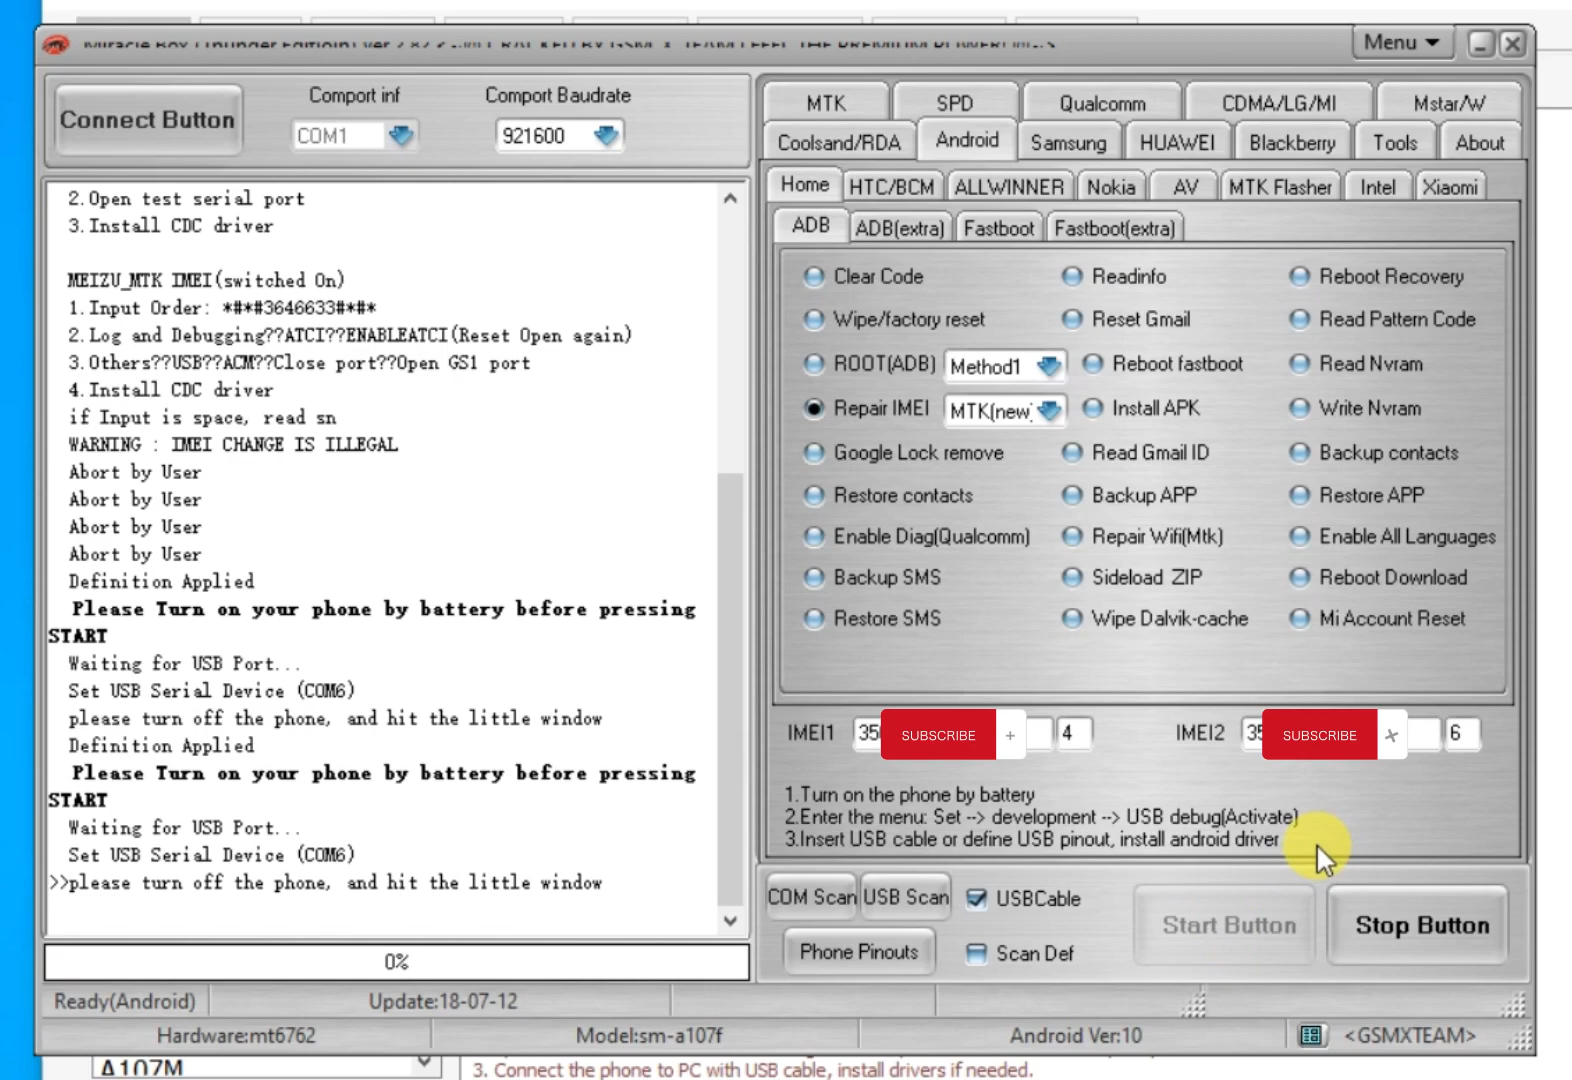 Miracle Box (Thunder Edition) Ver 2.82
Menu
Connect Button
Comport inf
Comport Baudrate
COM1
921600
MTK
SPD
Qualcomm
CDMA/LG/MI
Mstar/W
Coolsand/RDA
Android
Samsung
HUAWEI
Blackberry
Tools
About
Home
HTC/BCM
ALLWINNER
Nokia
AV
MTK Flasher
Intel
Xiaomi
ADB
ADB(extra)
Fastboot
Fastboot(extra)
2.Open test serial port
3.Install CDC driver
MEIZU_MTK IMEI(switched On)
1.Input Order: *#*#3646633#*#*
2.Log and Debugging??ATCI??ENABLEATCI(Reset Open again)
3.Others??USB??ACM??Close port??Open GS1 port
4.Install CDC driver
if Input is space, read sn
WARNING : IMEI CHANGE IS ILLEGAL
Abort by User
Abort by User
Abort by User
Abort by User
Definition Applied
Please Turn on your phone by battery before pressing
START
Waiting for USB Port...
Set USB Serial Device (COM6)
please turn off the phone, and hit the little window
Definition Applied
Please Turn on your phone by battery before pressing
START
Waiting for USB Port...
Set USB Serial Device (COM6)
>>please turn off the phone, and hit the little window
0%
Clear Code
Readinfo
Reboot Recovery
Wipe/factory reset
Reset Gmail
Read Pattern Code
ROOT(ADB)
Method1
Reboot fastboot
Read Nvram
Repair IMEI
MTK(new)
Install APK
Write Nvram
Google Lock remove
Read Gmail ID
Backup contacts
Restore contacts
Backup APP
Restore APP
Enable Diag(Qualcomm)
Repair Wifi(Mtk)
Enable All Languages
Backup SMS
Sideload ZIP
Reboot Download
Restore SMS
Wipe Dalvik-cache
Mi Account Reset
IMEI1
35
SUBSCRIBE
4
IMEI2
35
SUBSCRIBE
6
1.Turn on the phone by battery
2.Enter the menu: Set --> development --> USB debug(Activate)
3.Insert USB cable or define USB pinout, install android driver
COM Scan
USB Scan
USBCable
Start Button
Stop Button
Phone Pinouts
Scan Def
Ready(Android)
Update:18-07-12
Hardware:mt6762
Model:sm-a107f
Android Ver:10
<GSMXTEAM>
A107M
3. Connect the phone to PC with USB cable, install drivers if needed.